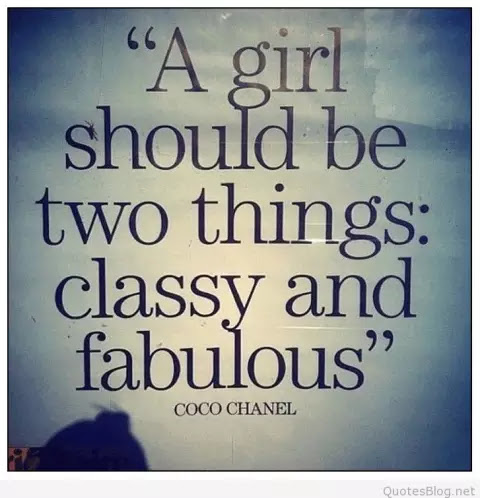 “A girl
should be
two things:
classy and
fabulous”
COCO CHANEL
QuotesBlog.net